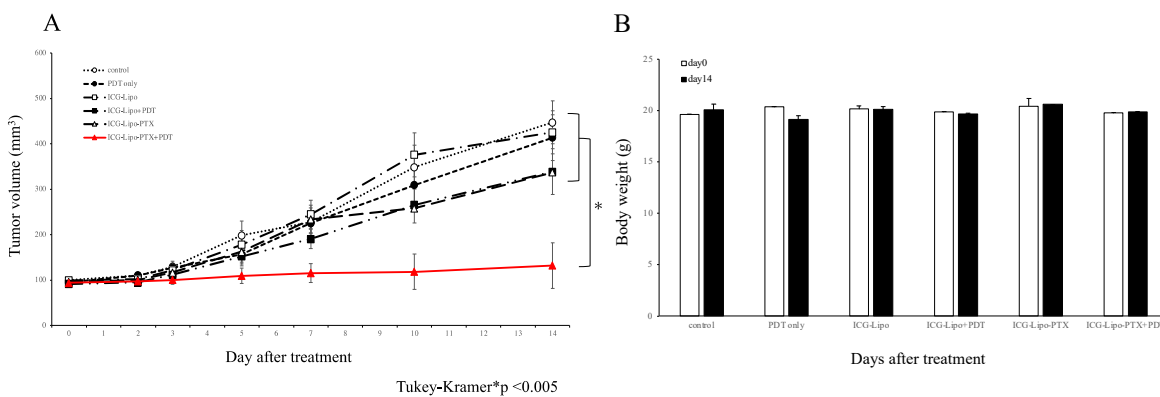 A
600
500
400
300
200
100
0
Tumor volume (mm³)
control
PDT only
ICG-Lipo
ICG-Lipo+PDT
ICG-Lipo-PTX
ICG-Lipo-PTX+PDT
*
0 1 2 3 4 5 6 7 8 9 10 11 12 13 14
Day after treatment
Tukey-Kramer*p <0.005
B
25
20
15
10
5
0
Body weight (g)
day0
day14
control PDT only ICG-Lipo ICG-Lipo+PDT ICG-Lipo-PTX ICG-Lipo-PTX+PD
Days after treatment